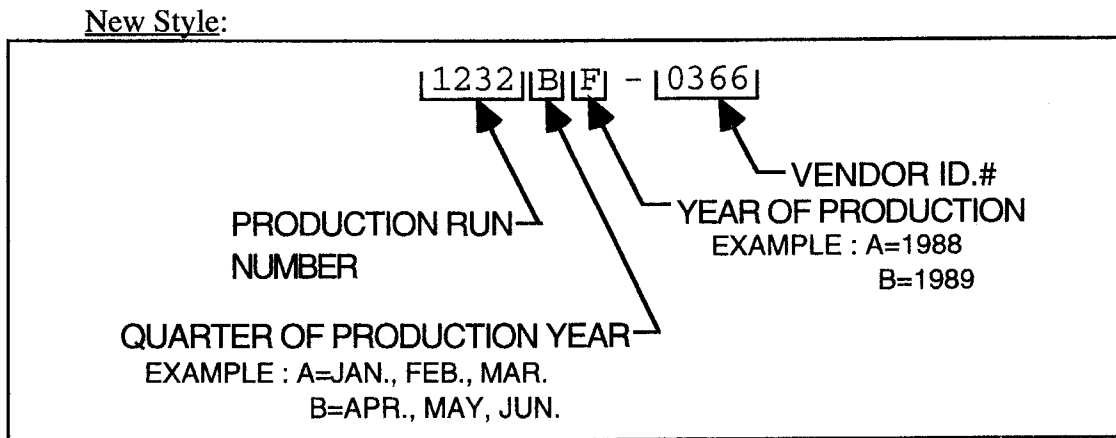 New Style:
1232 B F - 0366
VENDOR ID.#
YEAR OF PRODUCTION
EXAMPLE : A=1988
B=1989
PRODUCTION RUN
NUMBER
QUARTER OF PRODUCTION YEAR
EXAMPLE : A=JAN., FEB., MAR.
B=APR., MAY, JUN.